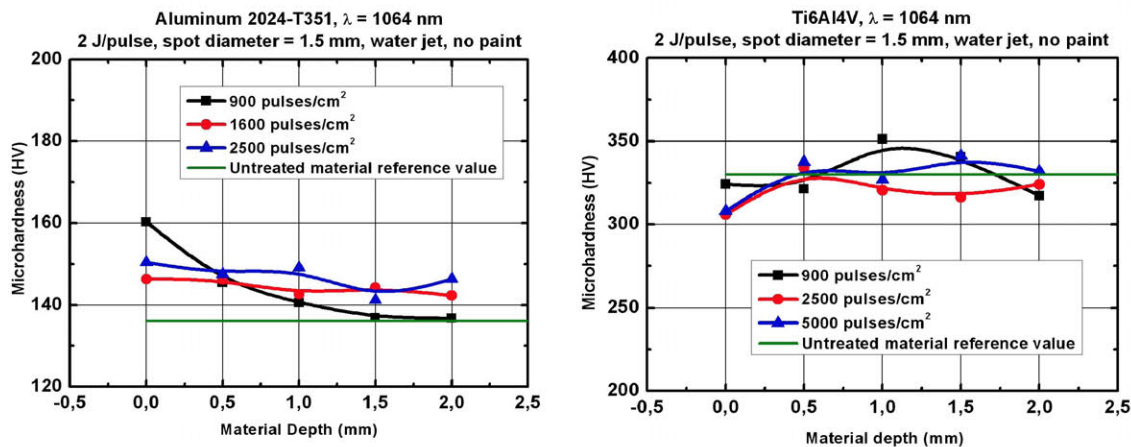 Aluminum 2024-T351, λ = 1064 nm
2 J/pulse, spot diameter = 1.5 mm, water jet, no paint
200
180
160
140
120
Microhardness (HV)
900 pulses/cm²
1600 pulses/cm²
2500 pulses/cm²
Untreated material reference value
-0,5 0,0 0,5 1,0 1,5 2,0 2,5
Material Depth (mm)
Ti6Al4V, λ = 1064 nm
2 J/pulse, spot diameter = 1.5 mm, water jet, no paint
400
350
300
250
200
Microhardness (HV)
900 pulses/cm²
2500 pulses/cm²
5000 pulses/cm²
Untreated material reference value
-0,5 0,0 0,5 1,0 1,5 2,0 2,5
Material depth (mm)